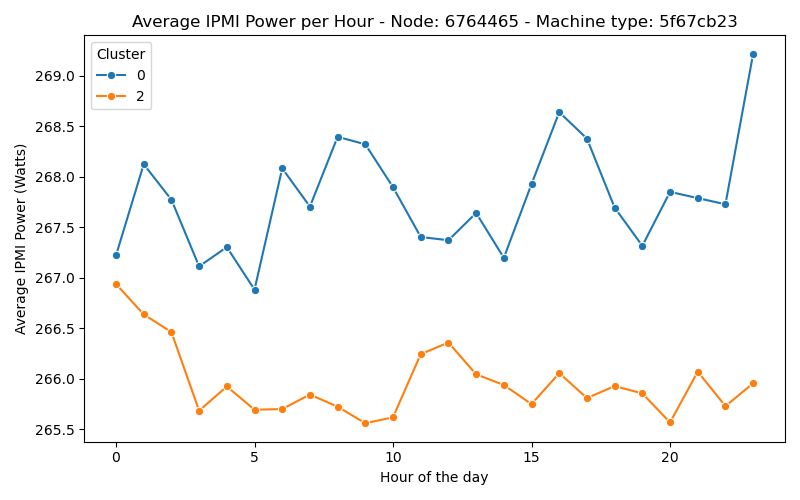 Average IPMI Power per Hour - Node: 6764465 - Machine type: 5f67cb23
Cluster
0
2
269.0
268.5
268.0
267.5
267.0
266.5
266.0
265.5
Average IPMI Power (Watts)
0 5 10 15 20
Hour of the day